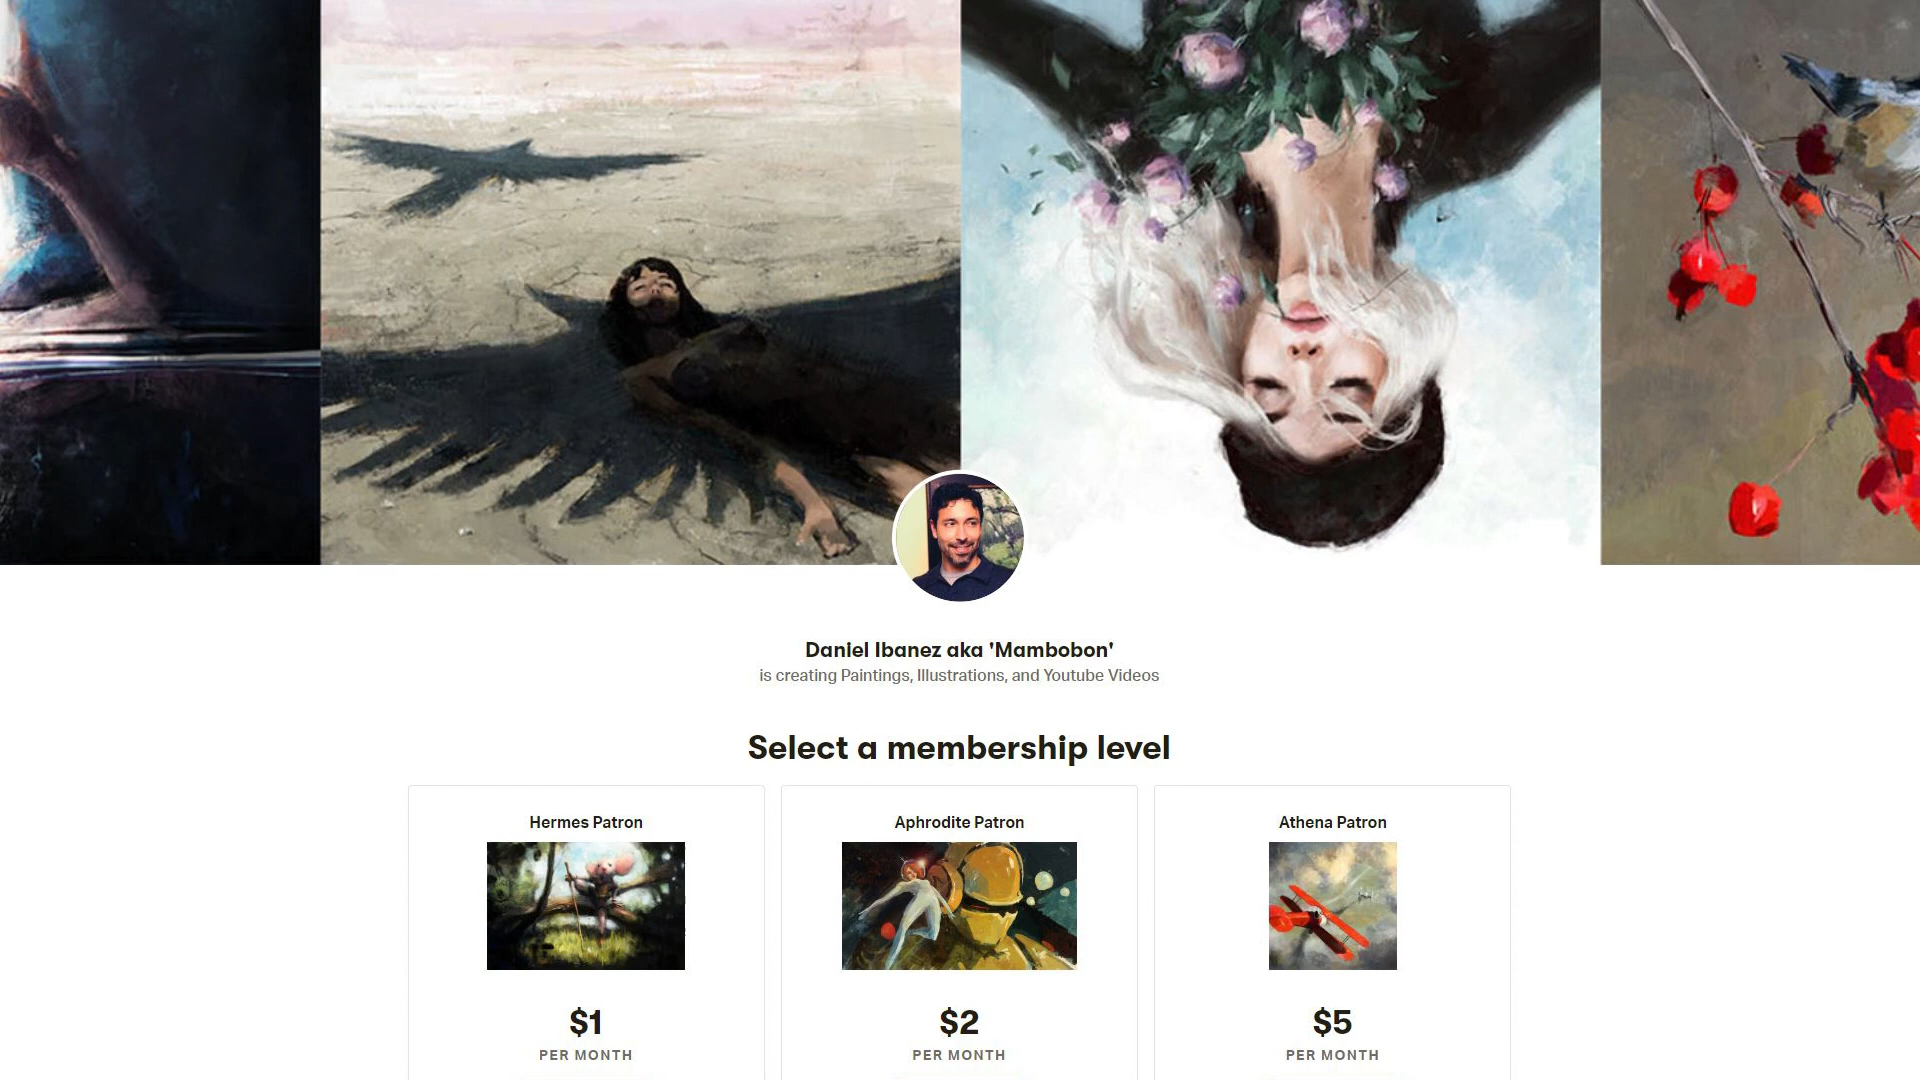 Daniel Ibanez aka 'Mambobon'
is creating Paintings, Illustrations, and Youtube Videos
Select a membership level
Hermes Patron
Aphrodite Patron
Athena Patron
$1
$2
$5
PER MONTH
PER MONTH
PER MONTH